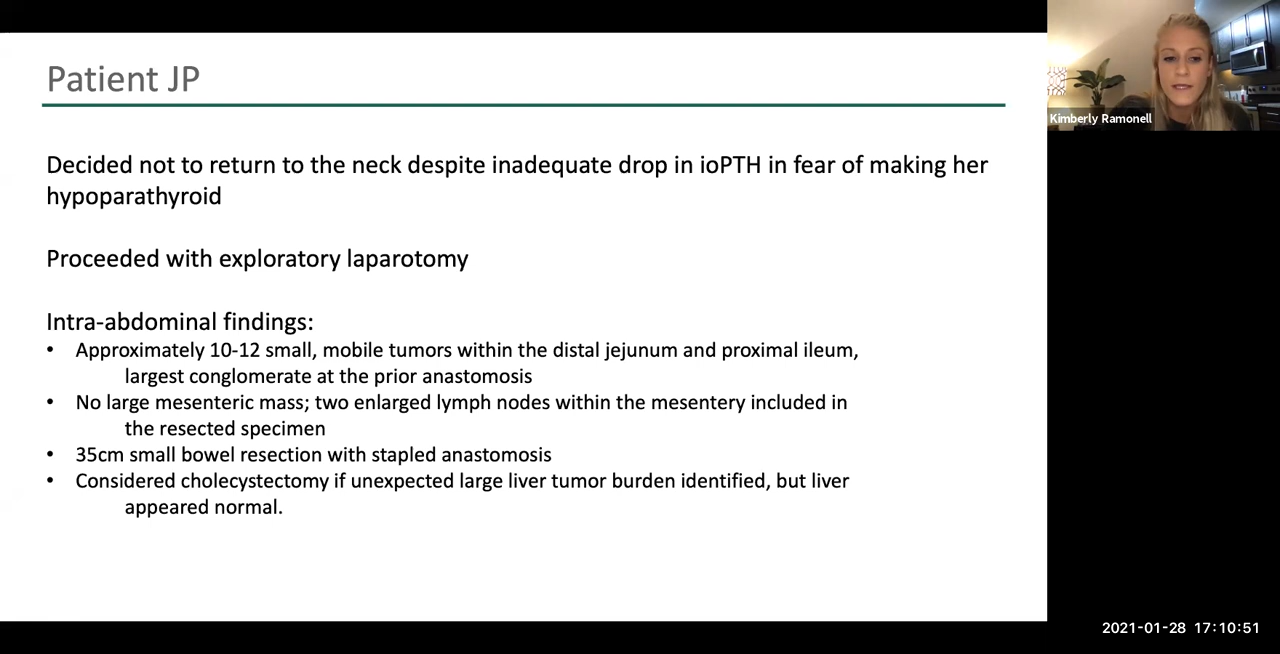 Patient JP
Kimberly Ramonell
Decided not to return to the neck despite inadequate drop in ioPTH in fear of making her
hypoparathyroid
Proceeded with exploratory laparotomy
Intra-abdominal findings:
• Approximately 10-12 small, mobile tumors within the distal jejunum and proximal ileum,
largest conglomerate at the prior anastomosis
• No large mesenteric mass; two enlarged lymph nodes within the mesentery included in
the resected specimen
• 35cm small bowel resection with stapled anastomosis
• Considered cholecystectomy if unexpected large liver tumor burden identified, but liver
appeared normal.
2021-01-28 17:10:51